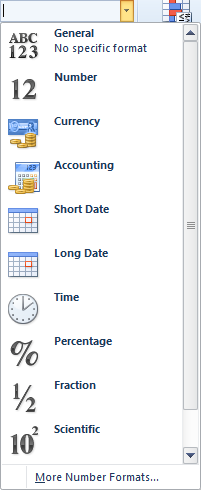 ABC
123
General
No specific format
12
Number
Currency
Accounting
Short Date
Long Date
Time
%
Percentage
1/2
Fraction
10²
Scientific
More Number Formats...